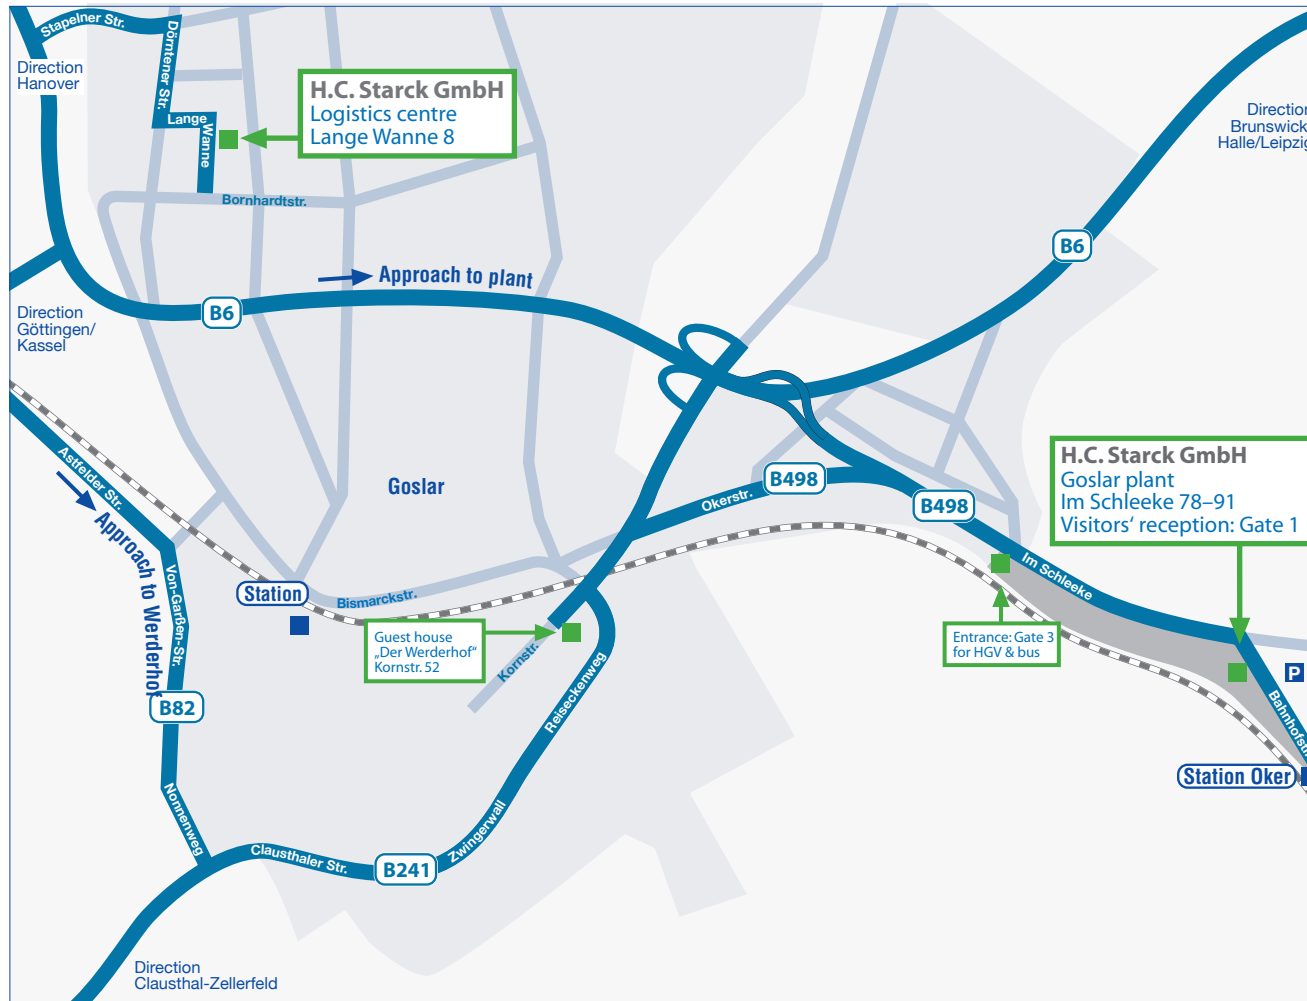 Stapelner Str.
Dörntener Str.
Direction
Hanover
Lange
Wanne
H.C. Starck GmbH
Logistics centre
Lange Wanne 8
Bornhardtstr.
Direction
Brunswick
Halle/Leipzig
B6
Approach to plant
B6
Direction
Göttingen/
Kassel
Astfelder Str.
Approach to Werderhof
Goslar
Okerstr.
B498
B498
H.C. Starck GmbH
Goslar plant
Im Schleeke 78–91
Visitors‘ reception: Gate 1
Im Schleeke
Von-Garßen-Str.
Station
Bismarckstr.
Guest house
„Der Werderhof“
Kornstr. 52
Kornstr.
Entrance: Gate 3
for HGV & bus
P
Reiseckenweg
B82
Bahnhofstr.
Station Oker
Nonnenweg
Zwingerwall
Clausthaler Str.
B241
Direction
Clausthal-Zellerfeld